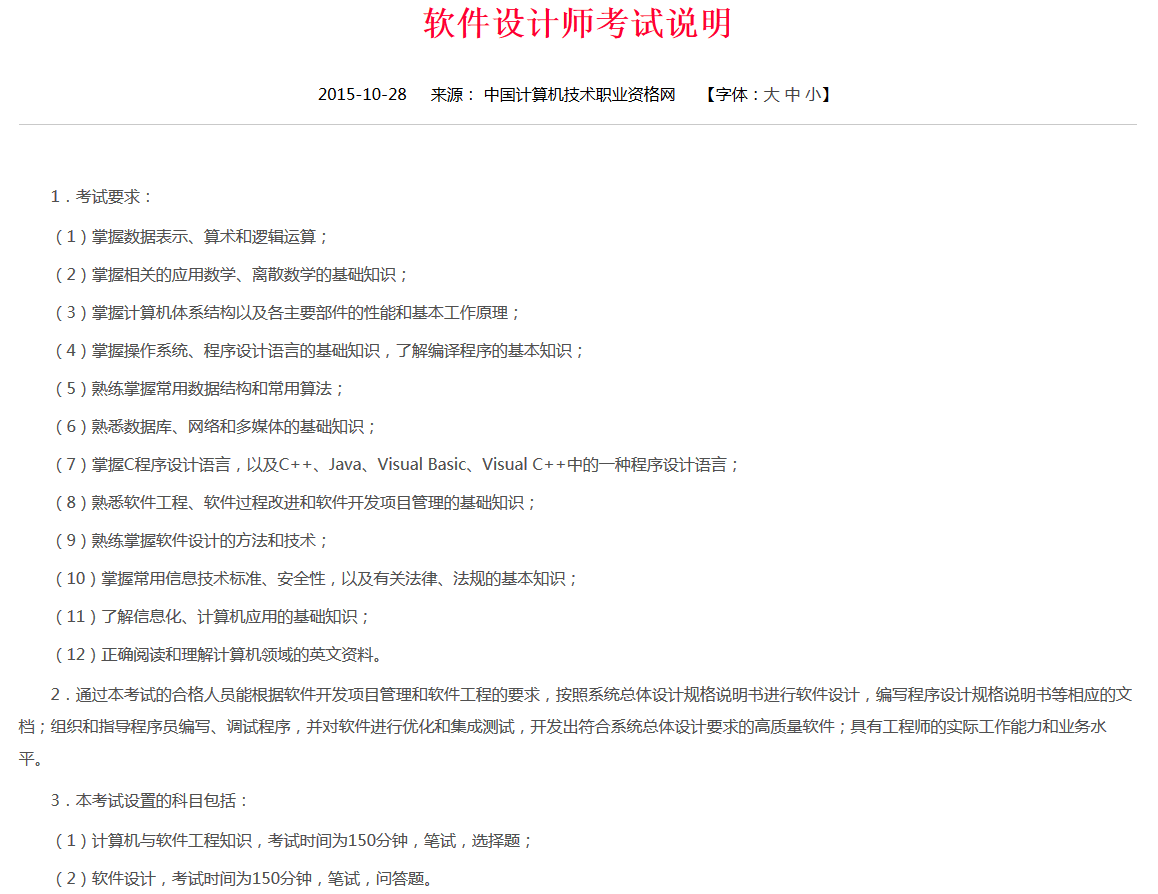 软件设计师考试说明
2015-10-28 来源： 中国计算机技术职业资格网 【字体：大 中 小】
1．考试要求：
（1）掌握数据表示、算术和逻辑运算；
（2）掌握相关的应用数学、离散数学的基础知识；
（3）掌握计算机体系结构以及各主要部件的性能和基本工作原理；
（4）掌握操作系统、程序设计语言的基础知识，了解编译程序的基本知识；
（5）熟练掌握常用数据结构和常用算法；
（6）熟悉数据库、网络和多媒体的基础知识；
（7）掌握C程序设计语言，以及C++、Java、Visual Basic、Visual C++中的一种程序设计语言；
（8）熟悉软件工程、软件过程改进和软件开发项目管理的基础知识；
（9）熟练掌握软件设计的方法和技术；
（10）掌握常用信息技术标准、安全性，以及有关法律、法规的基本知识；
（11）了解信息化、计算机应用的基础知识；
（12）正确阅读和理解计算机领域的英文资料。
2．通过本考试的合格人员能根据软件开发项目管理和软件工程的要求，按照系统总体设计规格说明书进行软件设计，编写程序设计规格说明书等相应的文
档；组织和指导程序员编写、调试程序，并对软件进行优化和集成测试，开发出符合系统总体设计要求的高质量软件；具有工程师的实际工作能力和业务水
平。
3．本考试设置的科目包括：
（1）计算机与软件工程知识，考试时间为150分钟，笔试，选择题；
（2）软件设计，考试时间为150分钟，笔试，问答题。